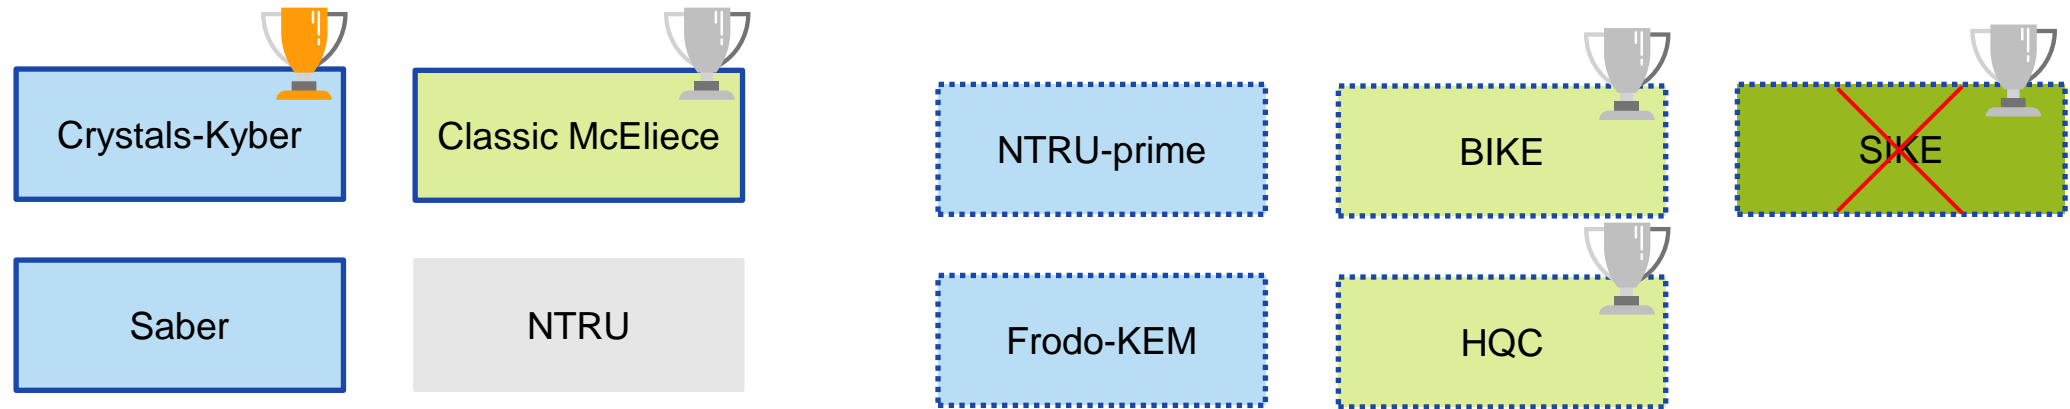 Crystals-Kyber
Classic McEliece
NTRU-prime
BIKE
SIKE
Saber
NTRU
Frodo-KEM
HQC